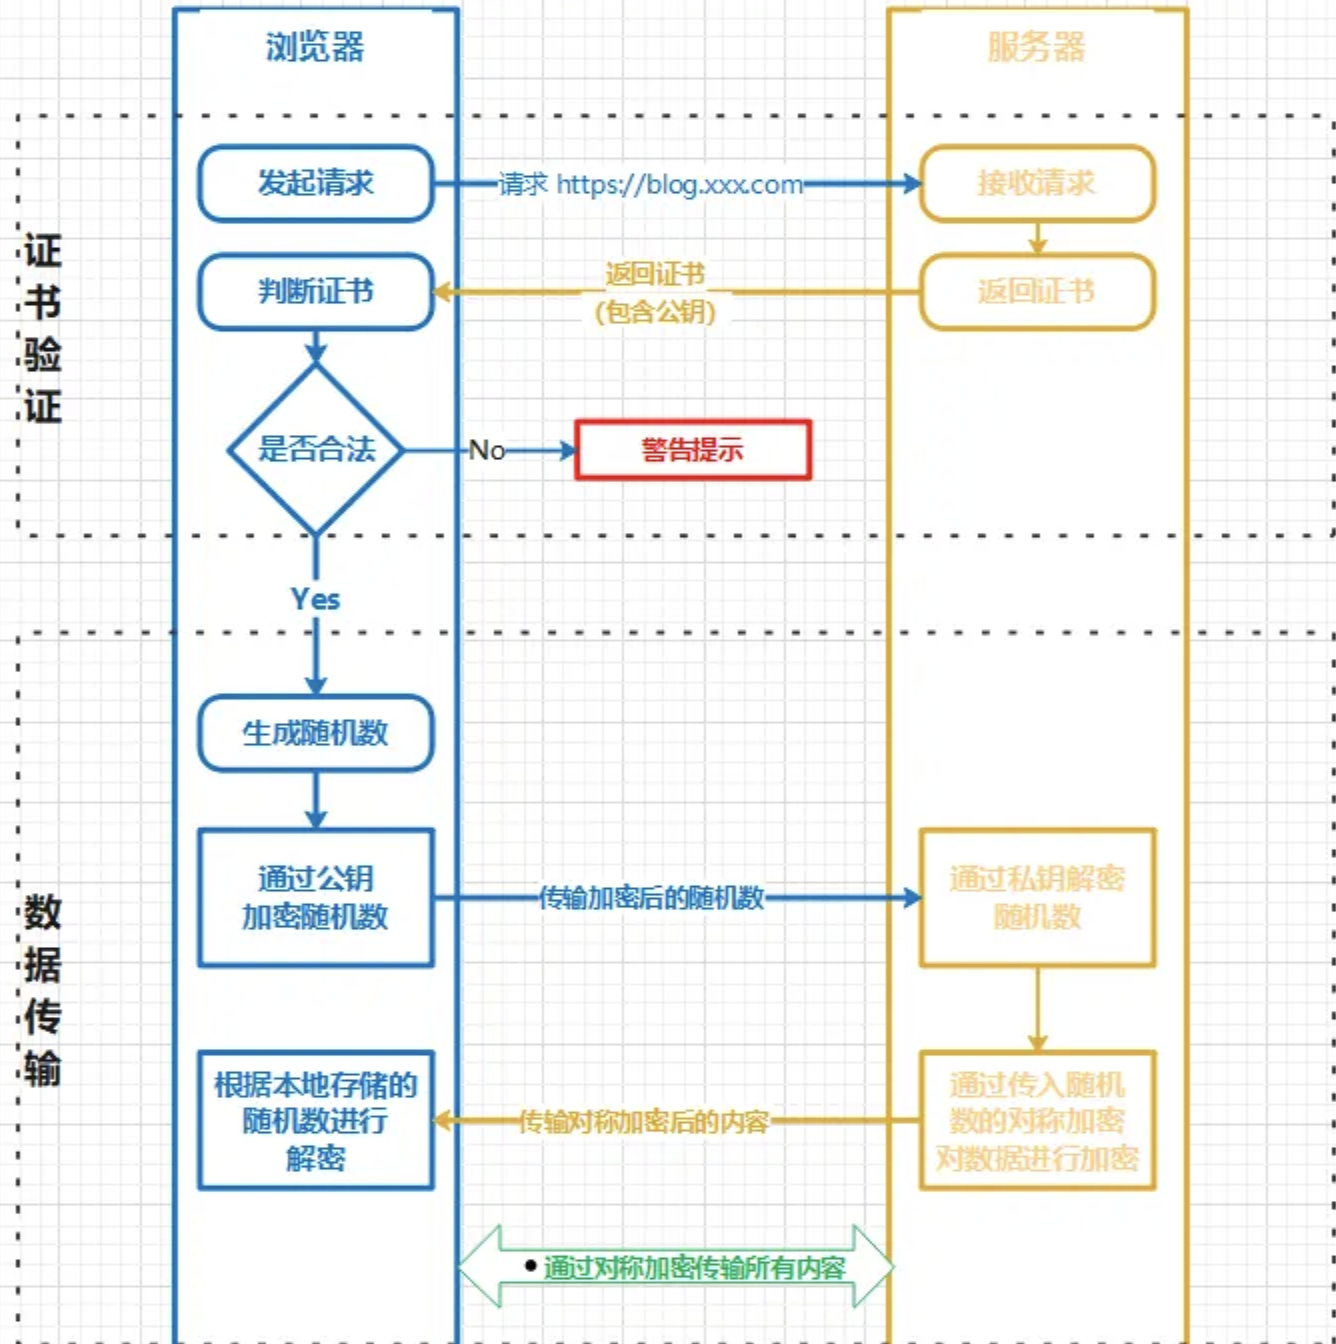 浏览器
服务器
证书验证
发起请求
请求 https://blog.xxx.com
接收请求
判断证书
返回证书
(包含公钥)
返回证书
是否合法
No
警告提示
Yes
数据传输
生成随机数
通过公钥
加密随机数
传输加密后的随机数
通过私钥解密
随机数
根据本地存储的
随机数进行
解密
传输对称加密后的内容
通过传入随机
数的对称加密
对数据进行加密
• 通过对称加密传输所有内容